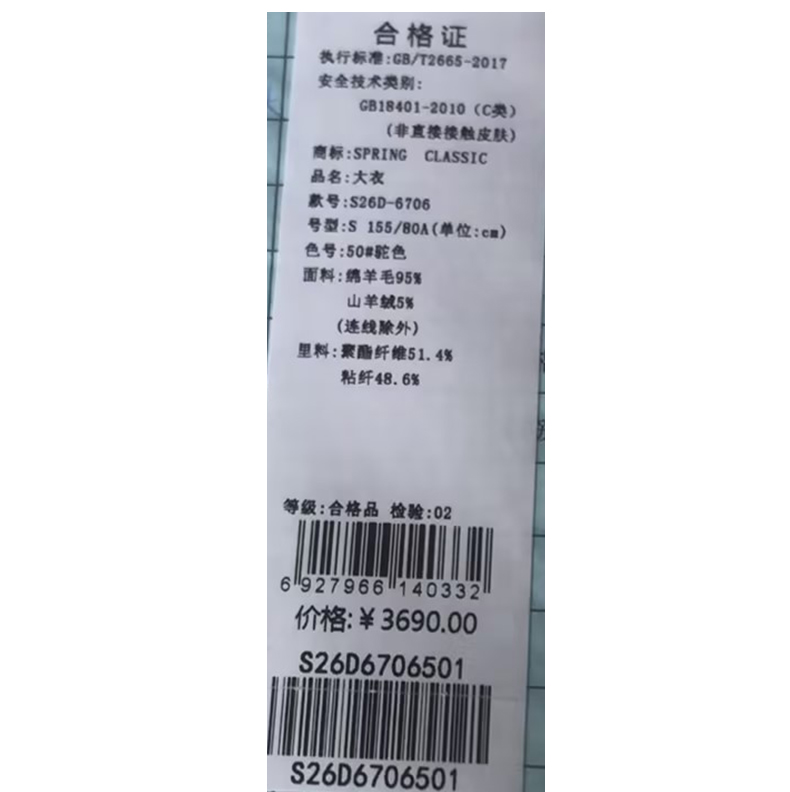 合格证
执行标准:GB/T2665-2017
安全技术类别:
GB18401-2010（C类）
(非直接接触皮肤)
商标:SPRING CLASSIC
品名:大衣
款号:S26D-6706
号型:S 155/80A(单位:cm)
色号:50#驼色
面料:绵羊毛95%
山羊绒5%
(连线除外)
里料:聚酯纤维51.4%
粘纤48.6%
等级:合格品 检验:02
6 927966 140332
价格:¥3690.00
S26D6706501
S26D6706501